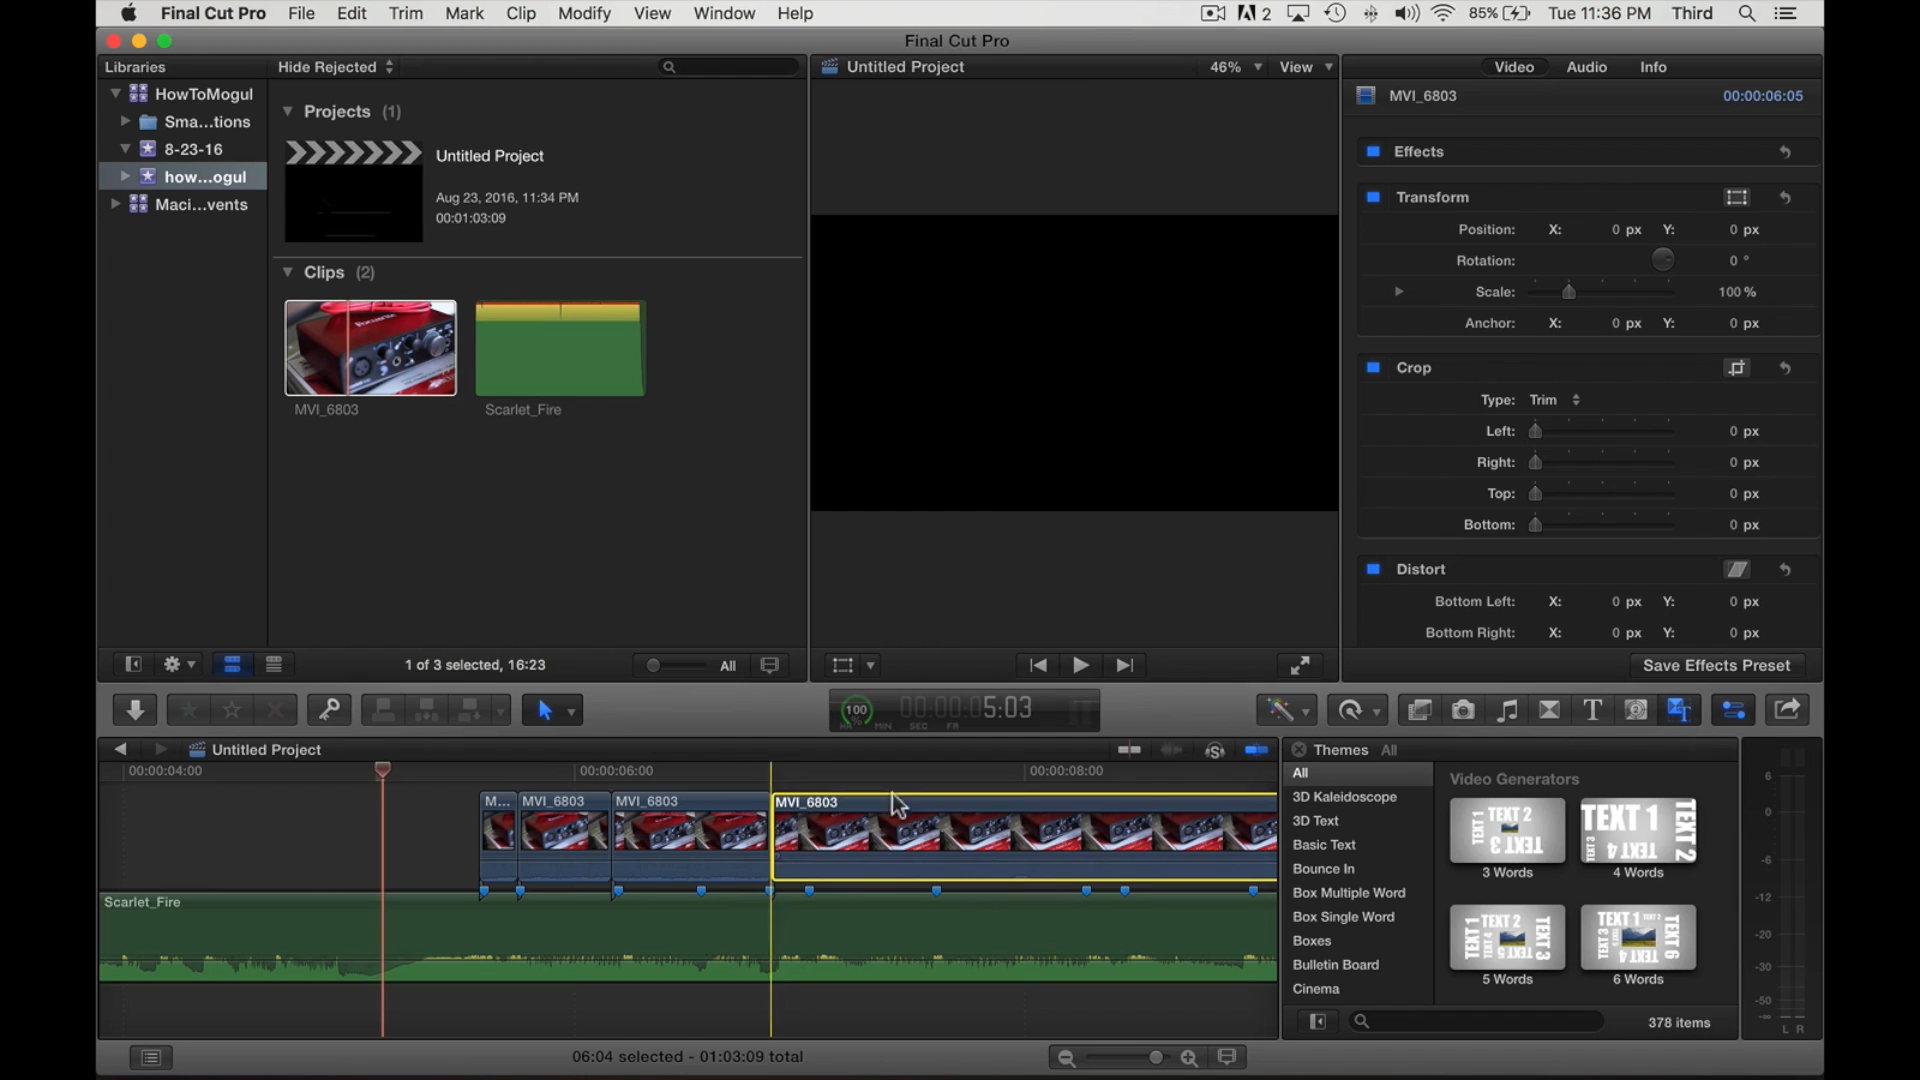 Final Cut Pro File Edit Trim Mark Clip Modify View Window Help 2 85% Tue 11:36 PM Third
Final Cut Pro
Libraries Hide Rejected
HowToMogul
Sma...tions
8-23-16
how...ogul
Maci...vents
Projects (1)
Untitled Project
Aug 23, 2016, 11:34 PM
00:01:03:09
Clips (2)
MVI_6803 Scarlet_Fire
1 of 3 selected, 16:23 All
Untitled Project 46% View
Video Audio Info
MVI_6803 00:00:06:05
Effects
Transform
Position: X: 0 px Y: 0 px
Rotation: 0 °
Scale: 100 %
Anchor: X: 0 px Y: 0 px
Crop
Type: Trim
Left: 0 px
Right: 0 px
Top: 0 px
Bottom: 0 px
Distort
Bottom Left: X: 0 px Y: 0 px
Bottom Right: X: 0 px Y: 0 px
Save Effects Preset
100 % 00:00:05:03
HR MIN SEC FR
Untitled Project
00:00:04:00 00:00:06:00 00:00:08:00
M... MVI_6803 MVI_6803 MVI_6803
Scarlet_Fire
06:04 selected - 01:03:09 total
Themes All
All
3D Kaleidoscope
3D Text
Basic Text
Bounce In
Box Multiple Word
Box Single Word
Boxes
Bulletin Board
Cinema
Video Generators
TEXT 1 TEXT 2 TEXT 3
3 Words
TEXT 1 TEXT 2 TEXT 3 TEXT 4
4 Words
TEXT 1 TEXT 2 TEXT 3 TEXT 4 TEXT 5
5 Words
TEXT 1 TEXT 2 TEXT 3 TEXT 4 TEXT 6
6 Words
378 items
6
0
-6
-12
-20
-30
-50
-∞
L R